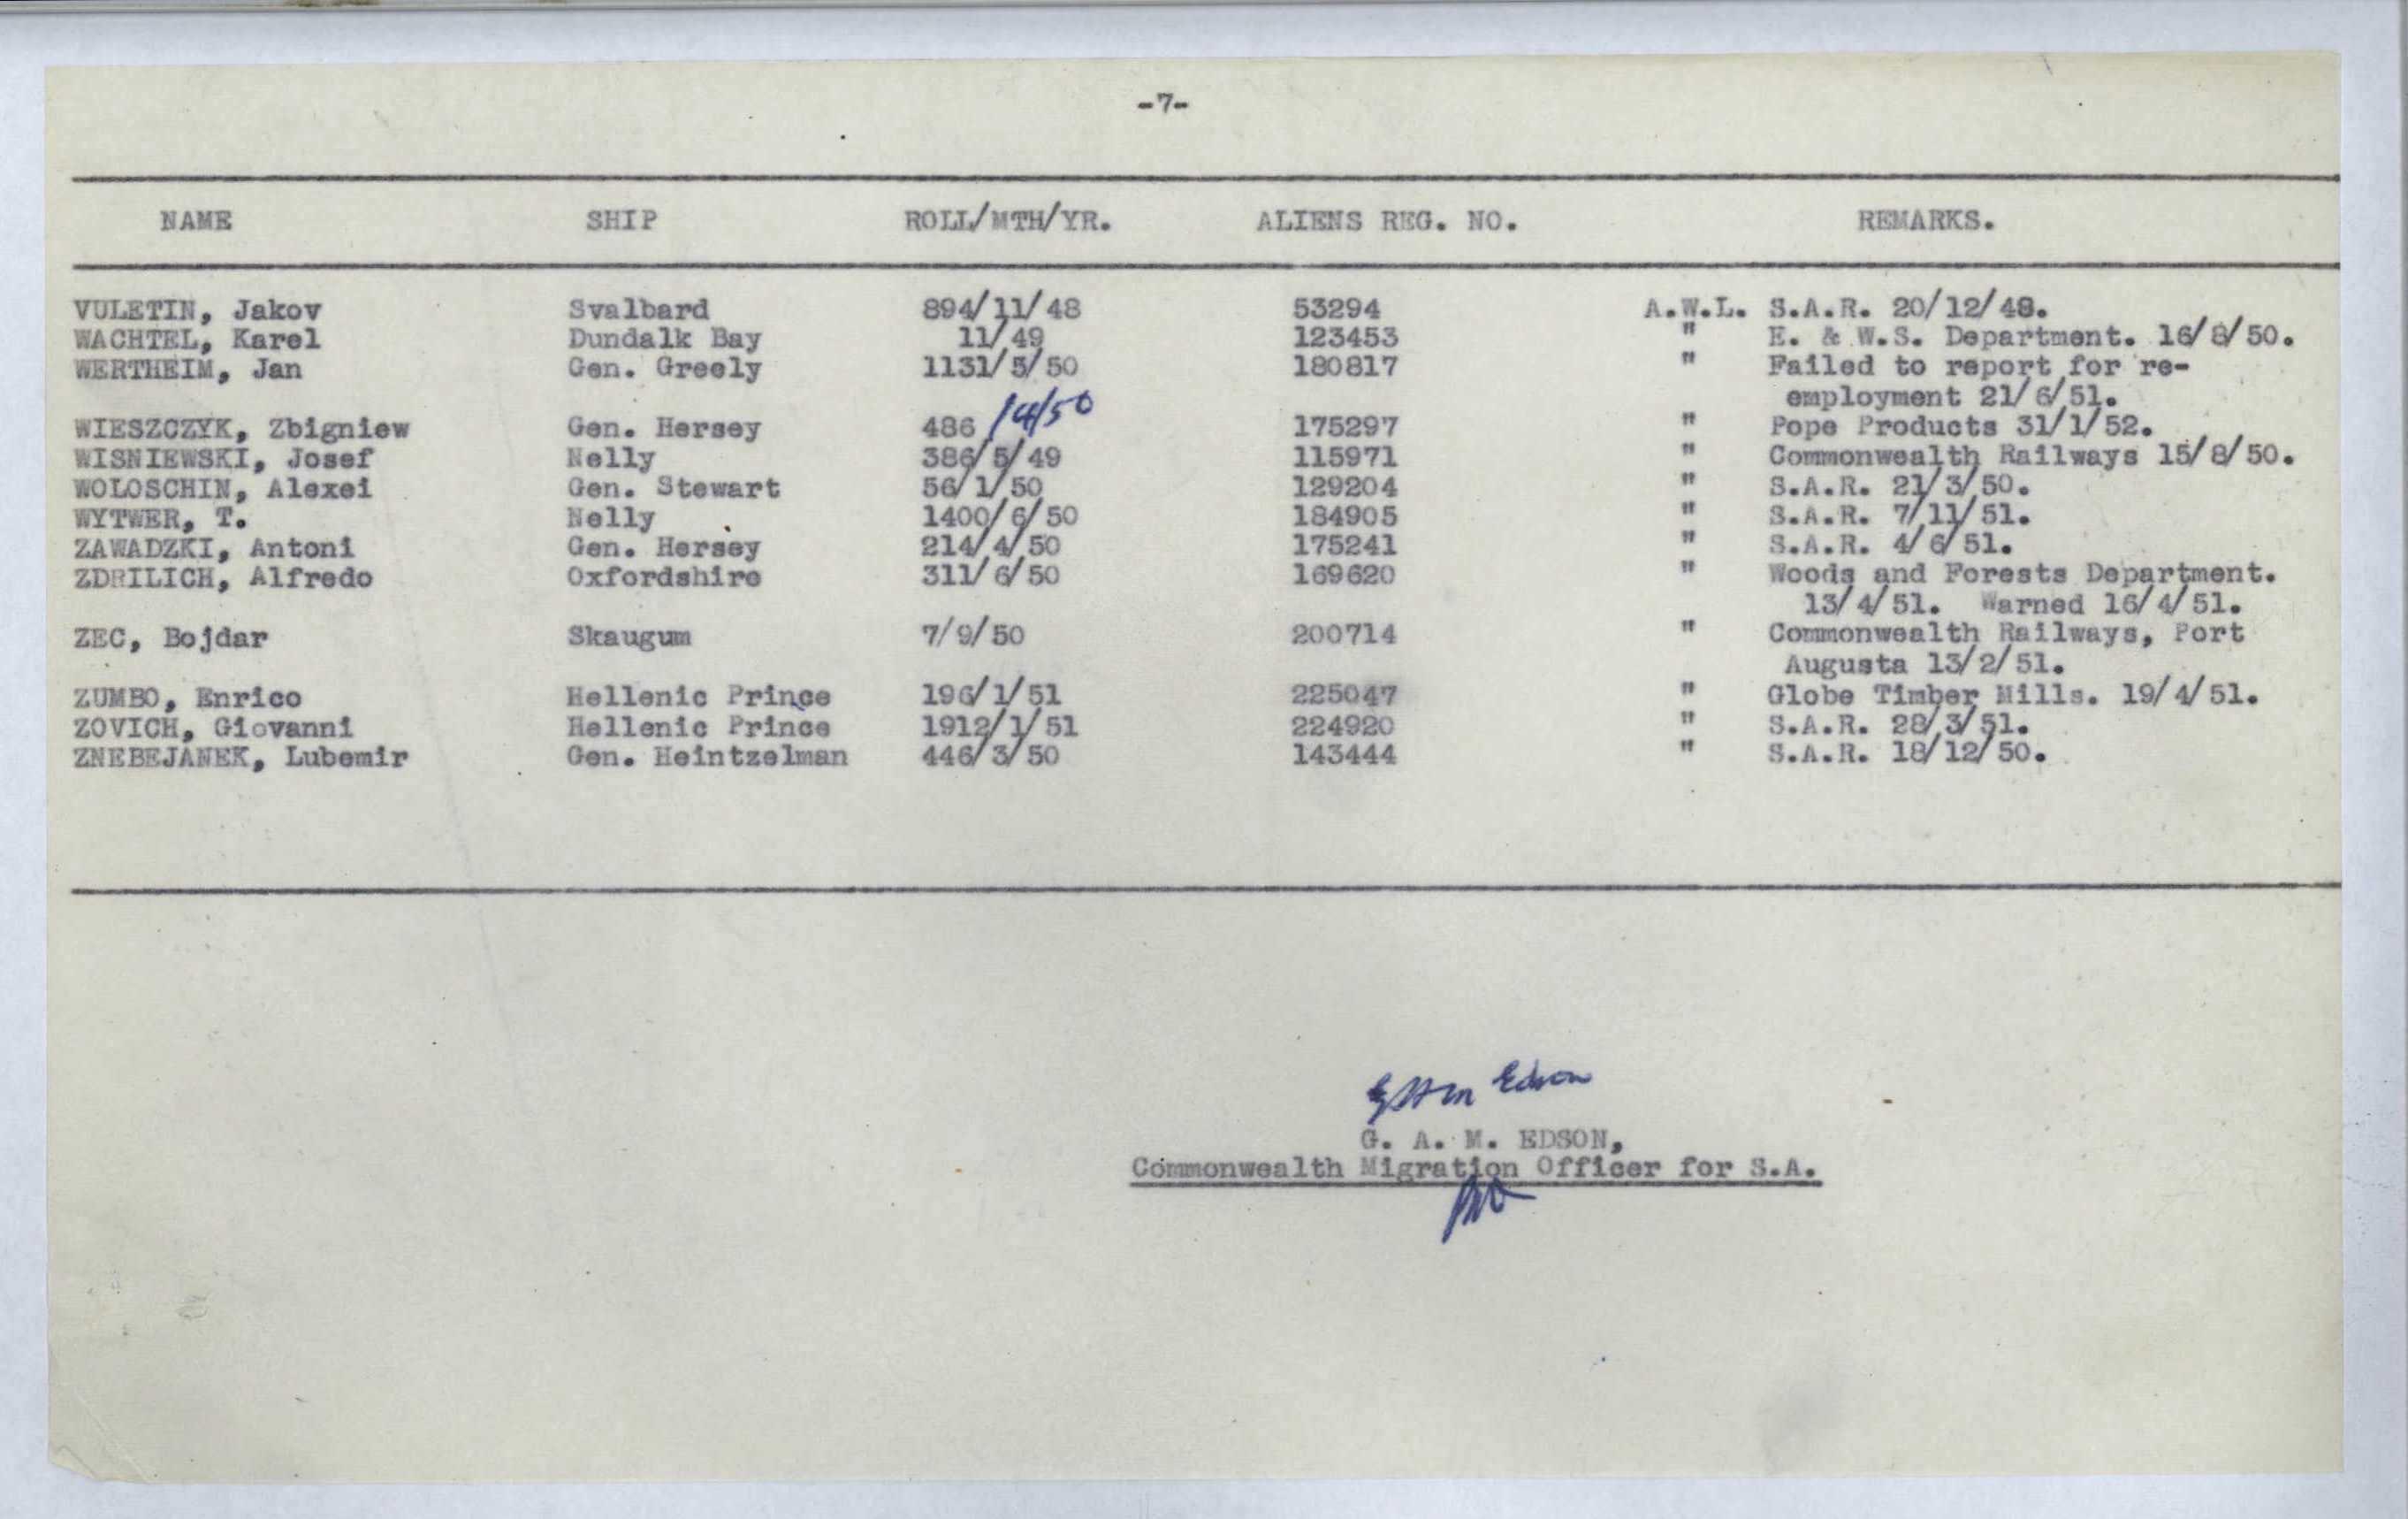 -7-
NAME SHIP ROLL/MTH/YR. ALIENS REG. NO. REMARKS.
VULETIN, Jakov Svalbard 894/11/48 53294 A.W.L. S.A.R. 20/12/48.
WACHTEL, Karel Dundalk Bay 11/49 123453 " E. & W.S. Department. 16/8/50.
WERTHEIM, Jan Gen. Greely 1131/5/50 180817 " Failed to report for re-
employment 21/6/51.
WIESZCZYK, Zbigniew Gen. Hersey 486 /4/50 175297 " Pope Products 31/1/52.
WISNIEWSKI, Josef Nelly 386/5/49 115971 " Commonwealth Railways 15/8/50.
WOLOSCHIN, Alexei Gen. Stewart 56/1/50 129204 " S.A.R. 21/3/50.
WYTWER, T. Nelly 1400/6/50 184905 " S.A.R. 7/11/51.
ZAWADZKI, Antoni Gen. Hersey 214/4/50 175241 " S.A.R. 4/6/51.
ZDRILICH, Alfredo Oxfordshire 311/6/50 169620 " Woods and Forests Department.
13/4/51. Warned 16/4/51.
ZEC, Bojdar Skaugum 7/9/50 200714 " Commonwealth Railways, Port
Augusta 13/2/51.
ZUMBO, Enrico Hellenic Prince 196/1/51 225047 " Globe Timber Mills. 19/4/51.
ZOVICH, Giovanni Hellenic Prince 1912/1/51 224920 " S.A.R. 28/3/51.
ZNEBEJANEK, Lubemir Gen. Heintzelman 446/3/50 143444 " S.A.R. 18/12/50.
Edson
G. A. M. EDSON,
Commonwealth Migration Officer for S.A.